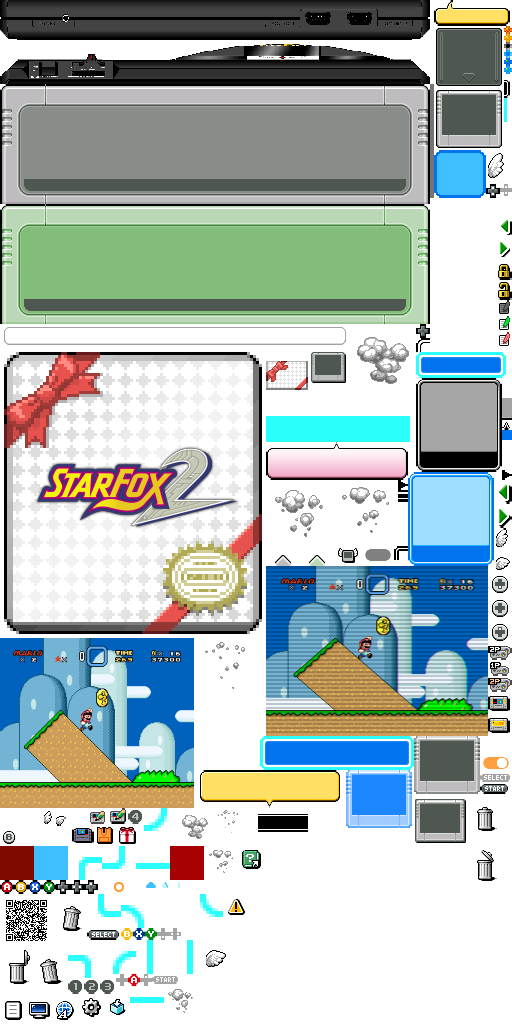 STARFOX 2
MARIO
× 2
★×
0
TIME
269
× 16
37300
MARIO
× 2
★×
0
TIME
269
× 16
37300
2P
1P
2P
SELECT
START
4
B
A B X Y
SELECT
B X Y
A
START
1 2 3